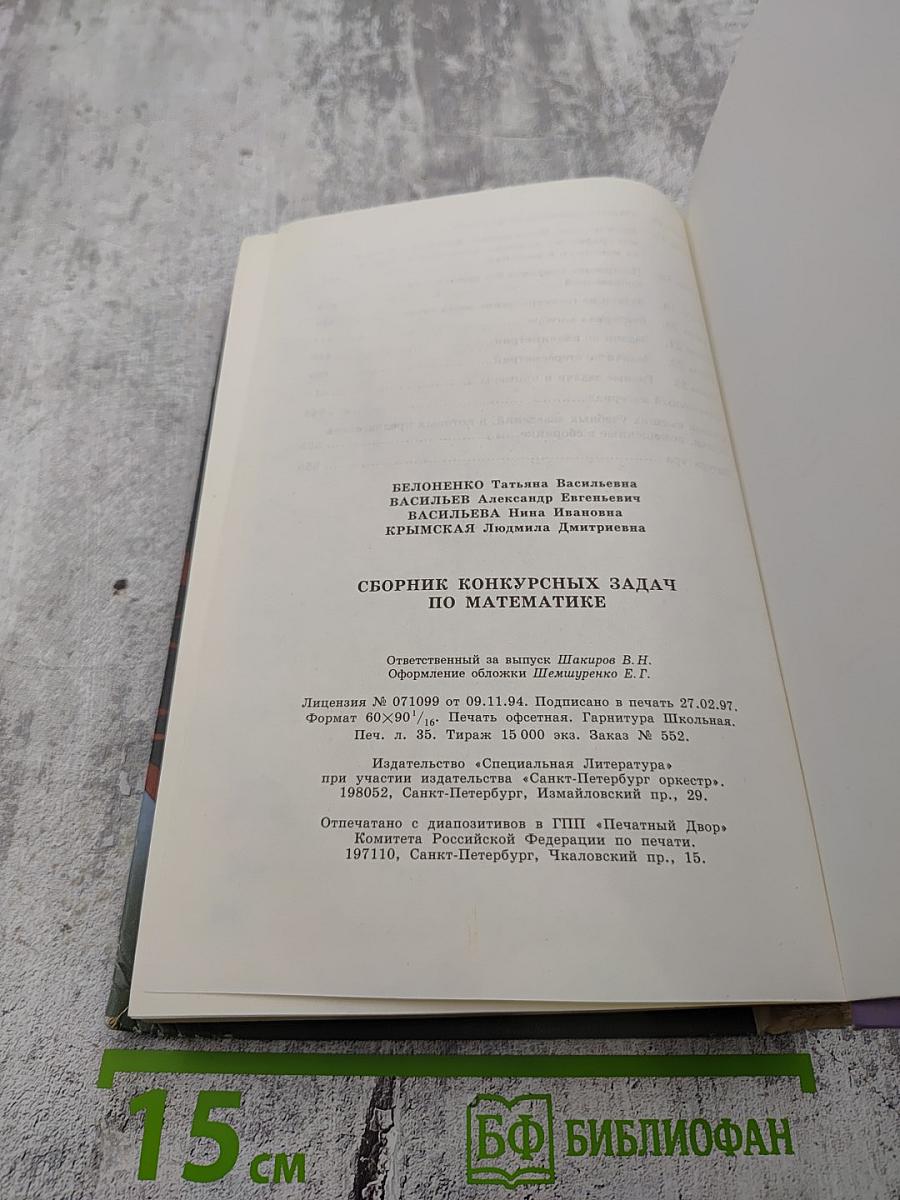 БЕЛОНЕНКО Татьяна Васильевна
ВАСИЛЬЕВ Александр Евгеньевич
ВАСИЛЬЕВА Нина Ивановна
КРЫМСКАЯ Людмила Дмитриевна
СБОРНИК КОНКУРСНЫХ ЗАДАЧ
ПО МАТЕМАТИКЕ
Ответственный за выпуск Шакиров В. Н.
Оформление обложки Шемшуренко Е. Г.
Лицензия № 071099 от 09.11.94. Подписано в печать 27.02.97.
Формат 60×90 1/16. Печать офсетная. Гарнитура Школьная.
Печ. л. 35. Тираж 15 000 экз. Заказ № 552.
Издательство «Специальная Литература»
при участии издательства «Санкт-Петербург оркестр».
198052, Санкт-Петербург, Измайловский пр., 29.
Отпечатано с диапозитивов в ГПП «Печатный Двор»
Комитета Российской Федерации по печати.
197110, Санкт-Петербург, Чкаловский пр., 15.
15 см
БФ БИБЛИОФАН